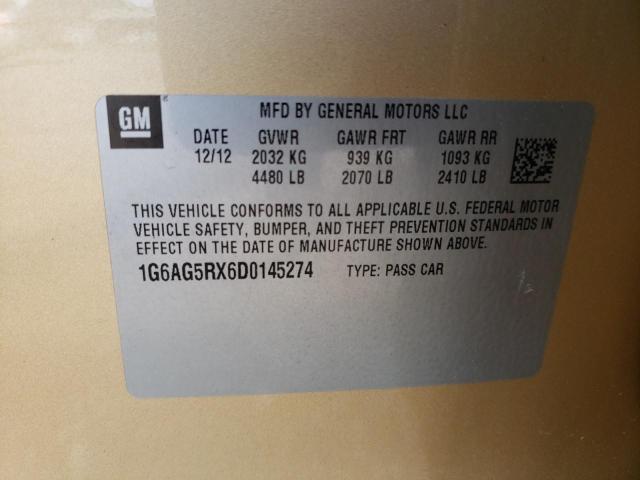 GM
MFD BY GENERAL MOTORS LLC
DATE GVWR GAWR FRT GAWR RR
12/12 2032 KG 939 KG 1093 KG
4480 LB 2070 LB 2410 LB
THIS VEHICLE CONFORMS TO ALL APPLICABLE U.S. FEDERAL MOTOR
VEHICLE SAFETY, BUMPER, AND THEFT PREVENTION STANDARDS IN
EFFECT ON THE DATE OF MANUFACTURE SHOWN ABOVE.
1G6AG5RX6D0145274 TYPE: PASS CAR